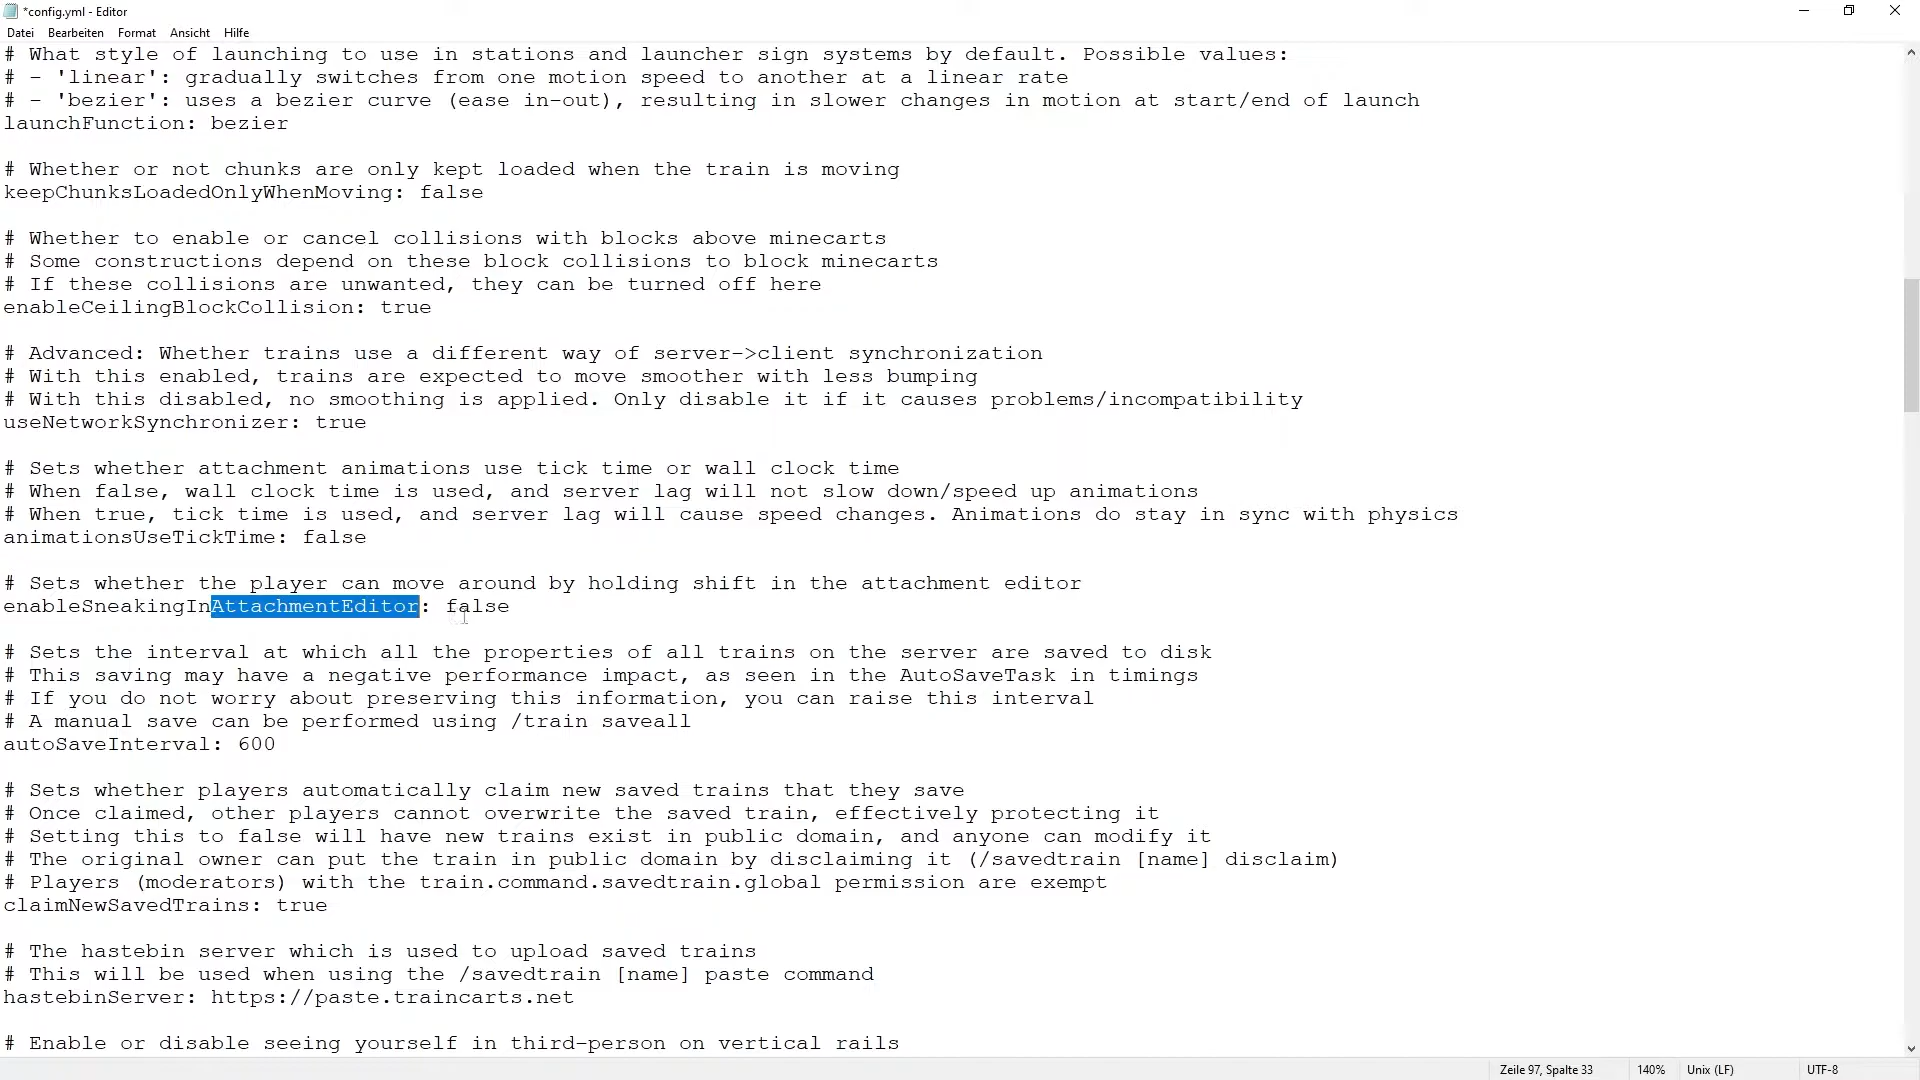 *config.yml - Editor
Datei Bearbeiten Format Ansicht Hilfe
# What style of launching to use in stations and launcher sign systems by default. Possible values:
# - 'linear': gradually switches from one motion speed to another at a linear rate
# - 'bezier': uses a bezier curve (ease in-out), resulting in slower changes in motion at start/end of launch
launchFunction: bezier
# Whether or not chunks are only kept loaded when the train is moving
keepChunksLoadedOnlyWhenMoving: false
# Whether to enable or cancel collisions with blocks above minecarts
# Some constructions depend on these block collisions to block minecarts
# If these collisions are unwanted, they can be turned off here
enableCeilingBlockCollision: true
# Advanced: Whether trains use a different way of server->client synchronization
# With this enabled, trains are expected to move smoother with less bumping
# With this disabled, no smoothing is applied. Only disable it if it causes problems/incompatibility
useNetworkSynchronizer: true
# Sets whether attachment animations use tick time or wall clock time
# When false, wall clock time is used, and server lag will not slow down/speed up animations
# When true, tick time is used, and server lag will cause speed changes. Animations do stay in sync with physics
animationsUseTickTime: false
# Sets whether the player can move around by holding shift in the attachment editor
enableSneakingInAttachmentEditor: false
# Sets the interval at which all the properties of all trains on the server are saved to disk
# This saving may have a negative performance impact, as seen in the AutoSaveTask in timings
# If you do not worry about preserving this information, you can raise this interval
# A manual save can be performed using /train saveall
autoSaveInterval: 600
# Sets whether players automatically claim new saved trains that they save
# Once claimed, other players cannot overwrite the saved train, effectively protecting it
# Setting this to false will have new trains exist in public domain, and anyone can modify it
# The original owner can put the train in public domain by disclaiming it (/savedtrain [name] disclaim)
# Players (moderators) with the train.command.savedtrain.global permission are exempt
claimNewSavedTrains: true
# The hastebin server which is used to upload saved trains
# This will be used when using the /savedtrain [name] paste command
hastebinServer: https://paste.traincarts.net
# Enable or disable seeing yourself in third-person on vertical rails
Zeile 97, Spalte 33 140% Unix (LF) UTF-8